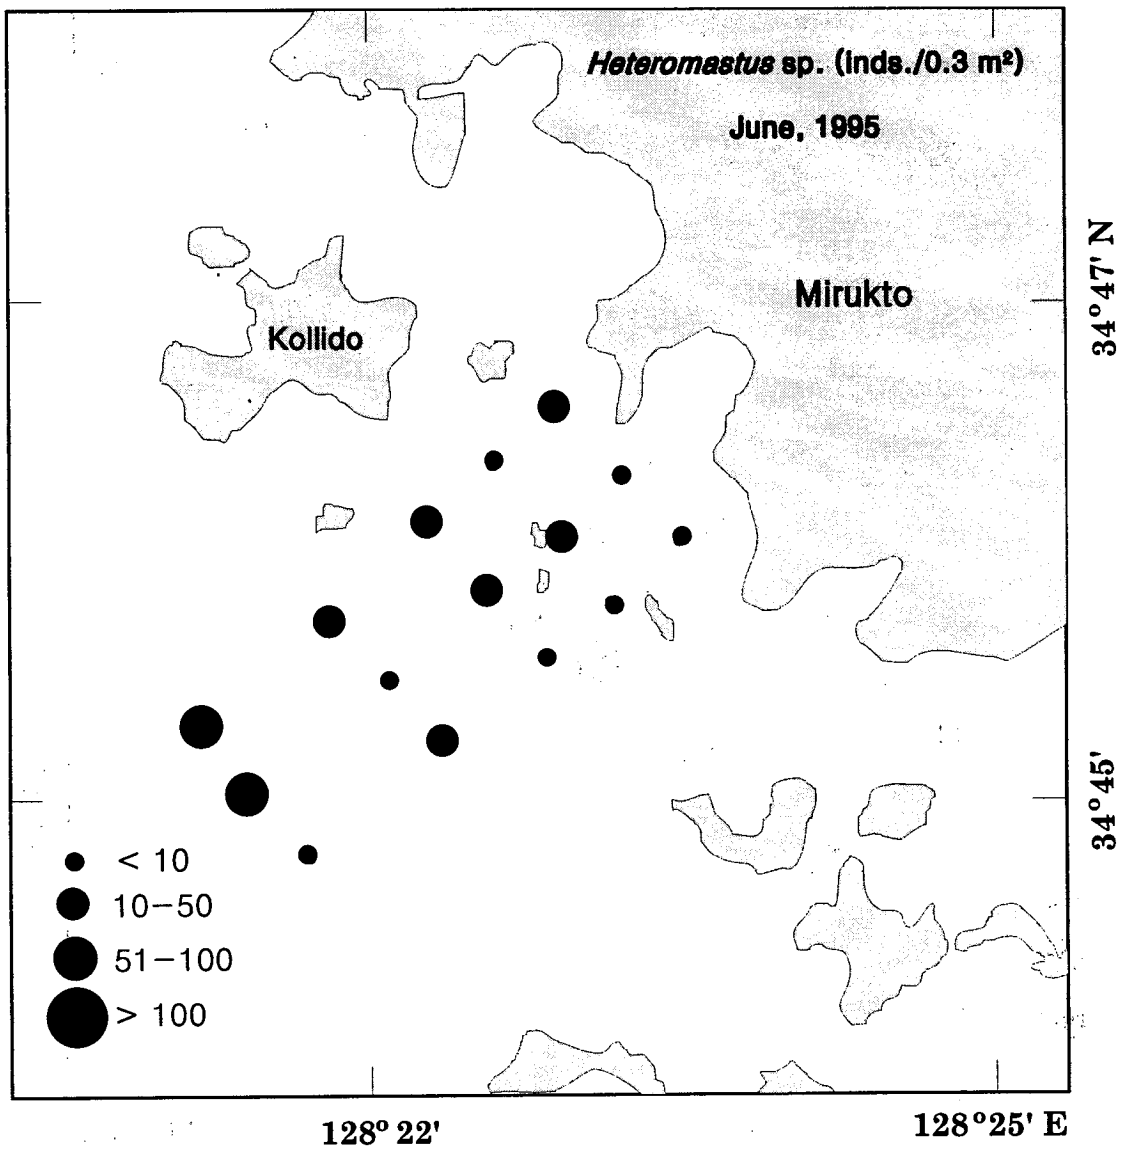 Heteromastus sp. (inds./0.3 m²)
June, 1995
34°47' N
Mirukto
Kollido
34°45'
< 10
10-50
51-100
> 100
128°22'
128°25' E